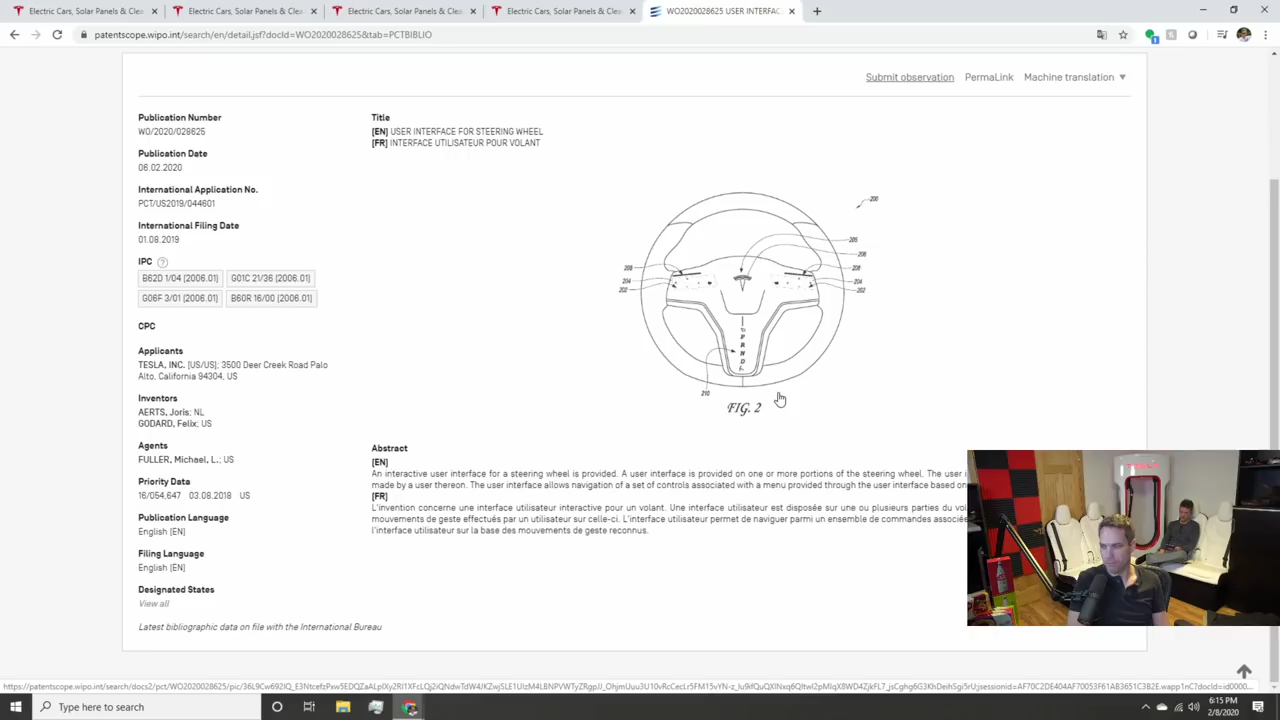 Electric Cars, Solar Panels & Clea
Electric Cars, Solar Panels & Clea
Electric Cars, Solar Panels & Clea
Electric Cars, Solar Panels & Clea
WO2020028625 USER INTERFAC
patentscope.wipo.int/search/en/detail.jsf?docId=WO2020028625&tab=PCTBIBLIO
Submit observation PermaLink Machine translation
Publication Number
WO/2020/028625
Publication Date
06.02.2020
International Application No.
PCT/US2019/044601
International Filing Date
01.08.2019
IPC
B62D 1/04 (2006.01) G01C 21/36 (2006.01)
G06F 3/01 (2006.01) B60R 16/00 (2006.01)
CPC
Applicants
TESLA, INC. [US/US]; 3500 Deer Creek Road Palo
Alto, California 94304, US
Inventors
AERTS, Joris; NL
GODARD, Felix; US
Agents
FULLER, Michael, L.; US
Priority Data
16/054,647 03.08.2018 US
Publication Language
English (EN)
Filing Language
English (EN)
Designated States
View all
Latest bibliographic data on file with the International Bureau
Title
[EN] USER INTERFACE FOR STEERING WHEEL
[FR] INTERFACE UTILISATEUR POUR VOLANT
200
204
202
204
202
P
R
N
D
210
FIG. 2
Abstract
[EN]
An interactive user interface for a steering wheel is provided. A user interface is provided on one or more portions of the steering wheel. The user i
made by a user thereon. The user interface allows navigation of a set of controls associated with a menu provided through the user interface based on
[FR]
L'invention concerne une interface utilisateur interactive pour un volant. Une interface utilisateur est disposée sur une ou plusieurs parties du vol
mouvements de geste effectués par un utilisateur sur celle-ci. L'interface utilisateur permet de naviguer parmi un ensemble de commandes associée
l'interface utilisateur sur la base des mouvements de geste reconnus.
Type here to search
6:15 PM
2/8/2020